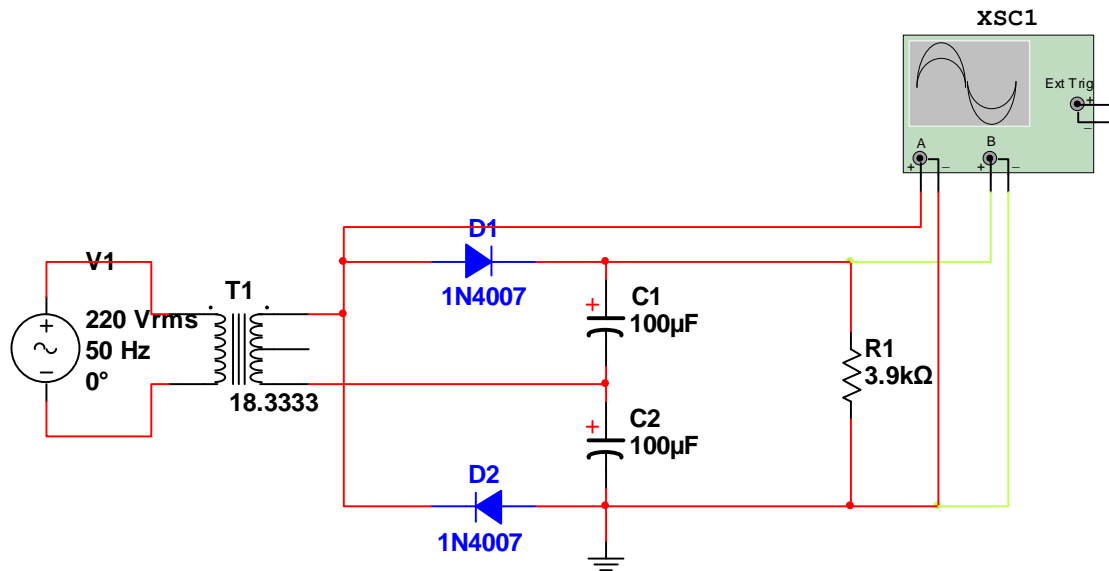 XSC1
Ext Trig
+
−
A
B
+
−
+
−
D1
1N4007
V1
T1
+
−
220 Vrms
50 Hz
0°
18.3333
+
C1
100µF
R1
3.9kΩ
+
C2
100µF
D2
1N4007